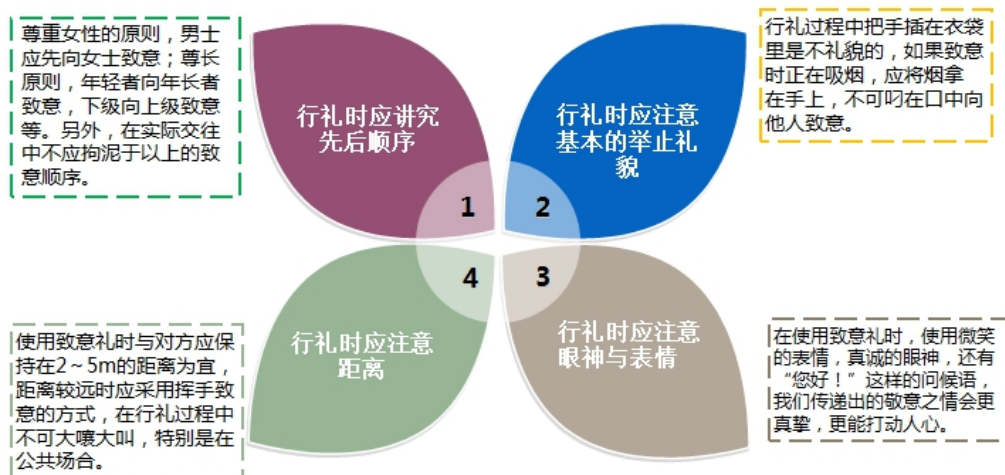 尊重女性的原则，男士
应先向女士致意；尊长
原则，年轻者向年长者
致意，下级向上级致意
等。另外，在实际交往
中不应拘泥于以上的致
意顺序。
行礼时应讲究
先后顺序
1
行礼时应注意
基本的举止礼
貌
2
行礼过程中把手插在衣袋
里是不礼貌的，如果致意
时正在吸烟，应将烟拿
在手上，不可叼在口中向
他人致意。
使用致意礼时与对方应保
持在2～5m的距离为宜，
距离较远时应采用挥手致
意的方式，在行礼过程中
不可大嚷大叫，特别是在
公共场合。
行礼时应注意
距离
4
行礼时应注意
眼神与表情
3
在使用致意礼时，使用微笑
的表情，真诚的眼神，还有
“您好！”这样的问候语，
我们传递出的敬意之情会更
真挚，更能打动人心。